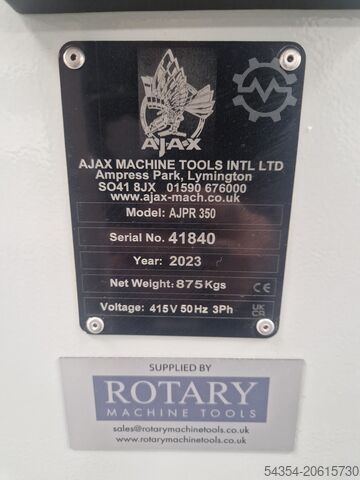 AJAX
AJAX MACHINE TOOLS INTL LTD
Ampress Park, Lymington
SO41 8JX 01590 676000
www.ajax-mach.co.uk
Model: AJPR 350
Serial No. 41840
Year: 2023
Net Weight: 875Kgs CE
Voltage: 415V 50Hz 3Ph UK CA
SUPPLIED BY
ROTARY
MACHINE TOOLS
sales@rotarymachinetools.co.uk
www.rotarymachinetools.co.uk
54354-20615730